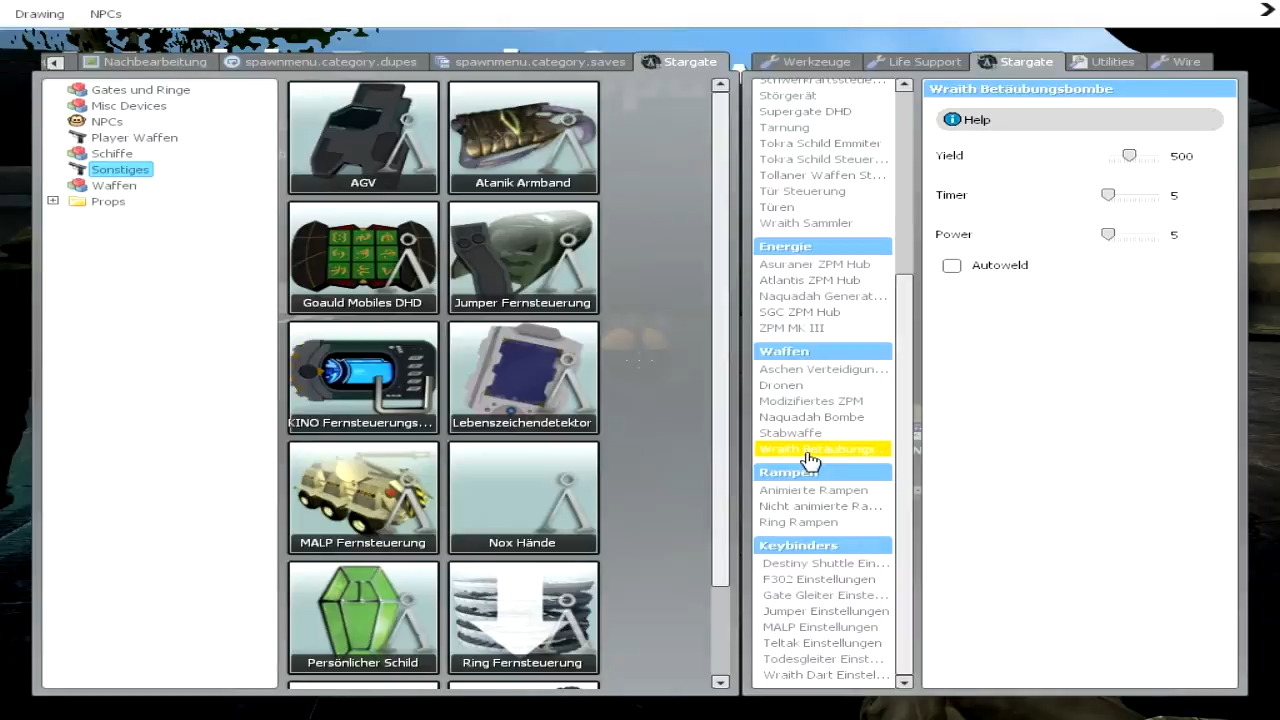 Drawing NPCs
Nachbearbeitung spawnmenu.category.dupes spawnmenu.category.saves Stargate
Gates und Ringe
Misc Devices
NPCs
Player Waffen
Schiffe
Sonstiges
Waffen
Props
AGV
Atanik Armband
Goauld Mobiles DHD
Jumper Fernsteuerung
KINO Fernsteuerungs...
Lebenszeichendetektor
MALP Fernsteuerung
Nox Hände
Persönlicher Schild
Ring Fernsteuerung
Werkzeuge Life Support Stargate Utilities Wire
Schwerkraftssteue...
Störgerät
Supergate DHD
Tarnung
Tokra Schild Emmiter
Tokra Schild Steuer...
Tollaner Waffen St...
Tür Steuerung
Türen
Wraith Sammler
Energie
Asuraner ZPM Hub
Atlantis ZPM Hub
Naquadah Generat...
SGC ZPM Hub
ZPM MK III
Waffen
Aschen Verteidigun...
Dronen
Modizifiertes ZPM
Naquadah Bombe
Stabwaffe
Wraith Betäubungs...
Rampen
Animierte Rampen
Nicht animierte Ra...
Ring Rampen
Keybinders
Destiny Shuttle Ein...
F302 Einstellungen
Gate Gleiter Einste...
Jumper Einstellungen
MALP Einstellungen
Teltak Einstellungen
Todesgleiter Einst...
Wraith Dart Einstel...
Wraith Betäubungsbombe
Help
Yield 500
Timer 5
Power 5
Autoweld